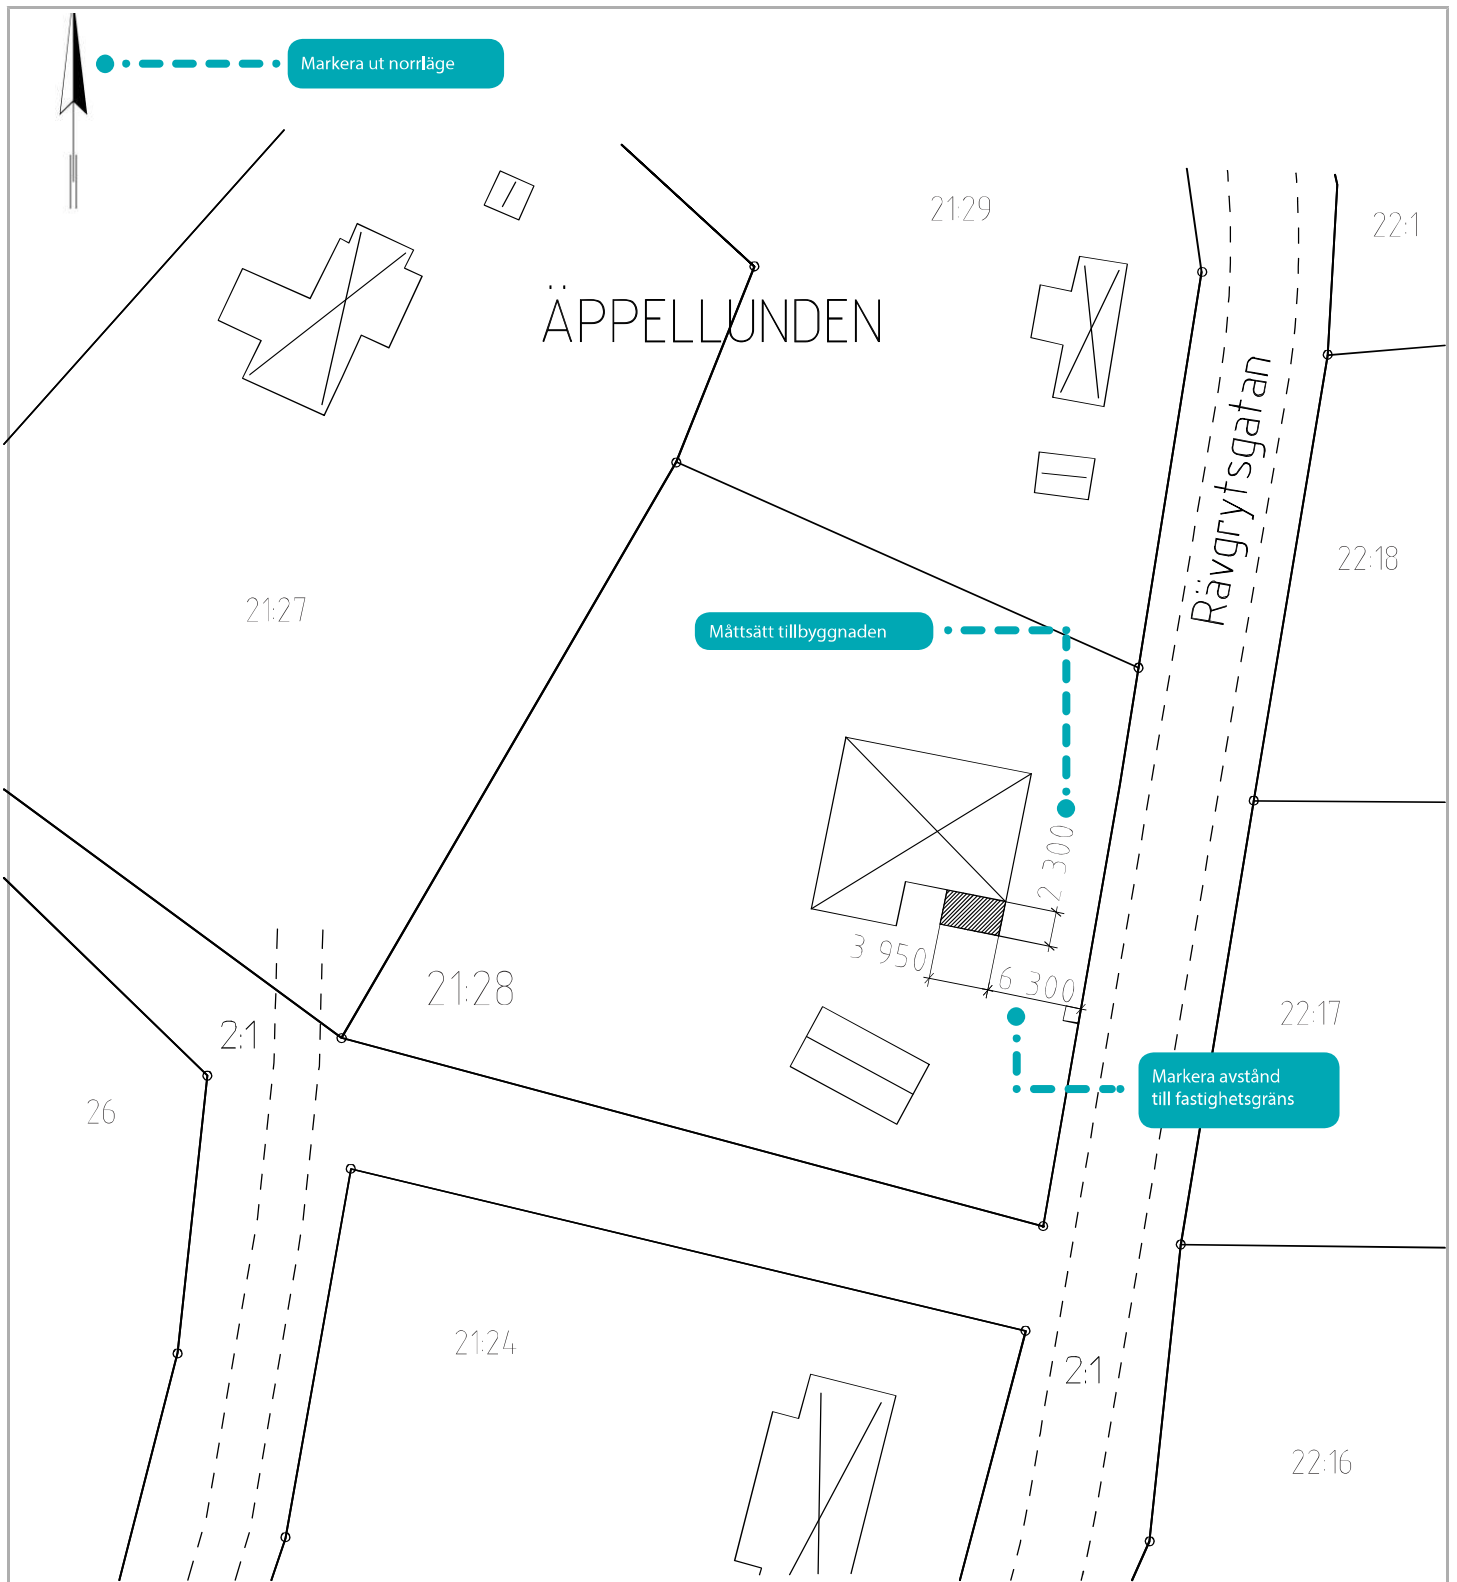 Markera ut norrläge
21:29
22:1
ÄPPELLUNDEN
Rävgrytsgatan
22:18
21:27
Måttsätt tillbyggnaden
2 300
3 950
6 300
21:28
22:17
2:1
Markera avstånd
till fastighetsgräns
26
21:24
2:1
22:16